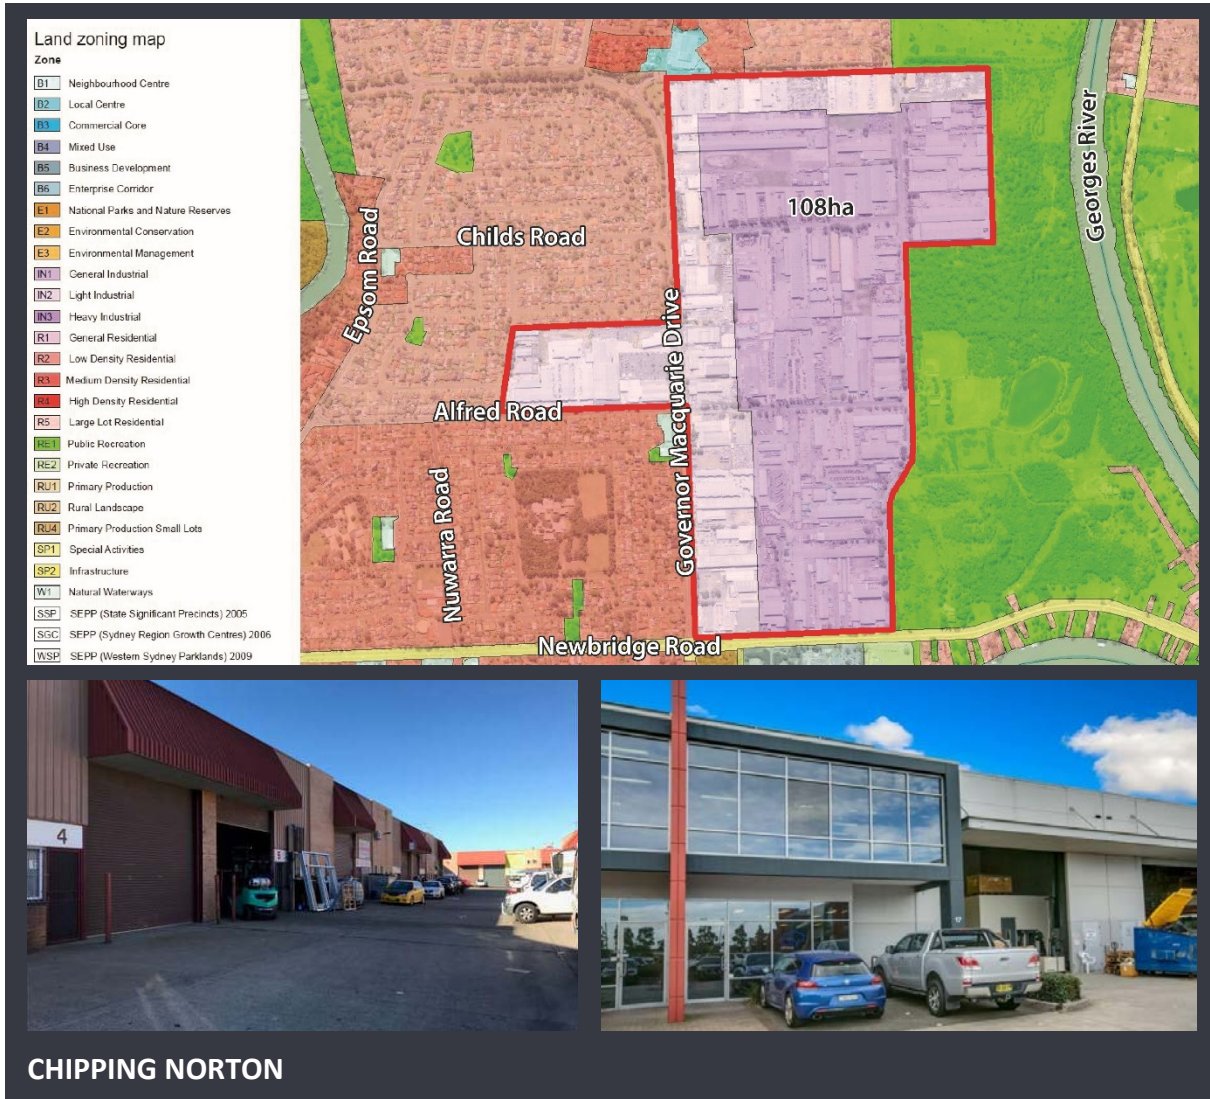 Land zoning map
Zone
B1 Neighbourhood Centre
B2 Local Centre
B3 Commercial Core
B4 Mixed Use
B5 Business Development
B6 Enterprise Corridor
E1 National Parks and Nature Reserves
E2 Environmental Conservation
E3 Environmental Management
IN1 General Industrial
IN2 Light Industrial
IN3 Heavy Industrial
R1 General Residential
R2 Low Density Residential
R3 Medium Density Residential
R4 High Density Residential
R5 Large Lot Residential
RE1 Public Recreation
RE2 Private Recreation
RU1 Primary Production
RU2 Rural Landscape
RU4 Primary Production Small Lots
SP1 Special Activities
SP2 Infrastructure
W1 Natural Waterways
SSP SEPP (State Significant Precincts) 2005
SGC SEPP (Sydney Region Growth Centres) 2006
WSP SEPP (Western Sydney Parklands) 2009
Georges River
108ha
Childs Road
Epsom Road
Governor Macquarie Drive
Alfred Road
Nuwarra Road
Newbridge Road
4
17
CHIPPING NORTON